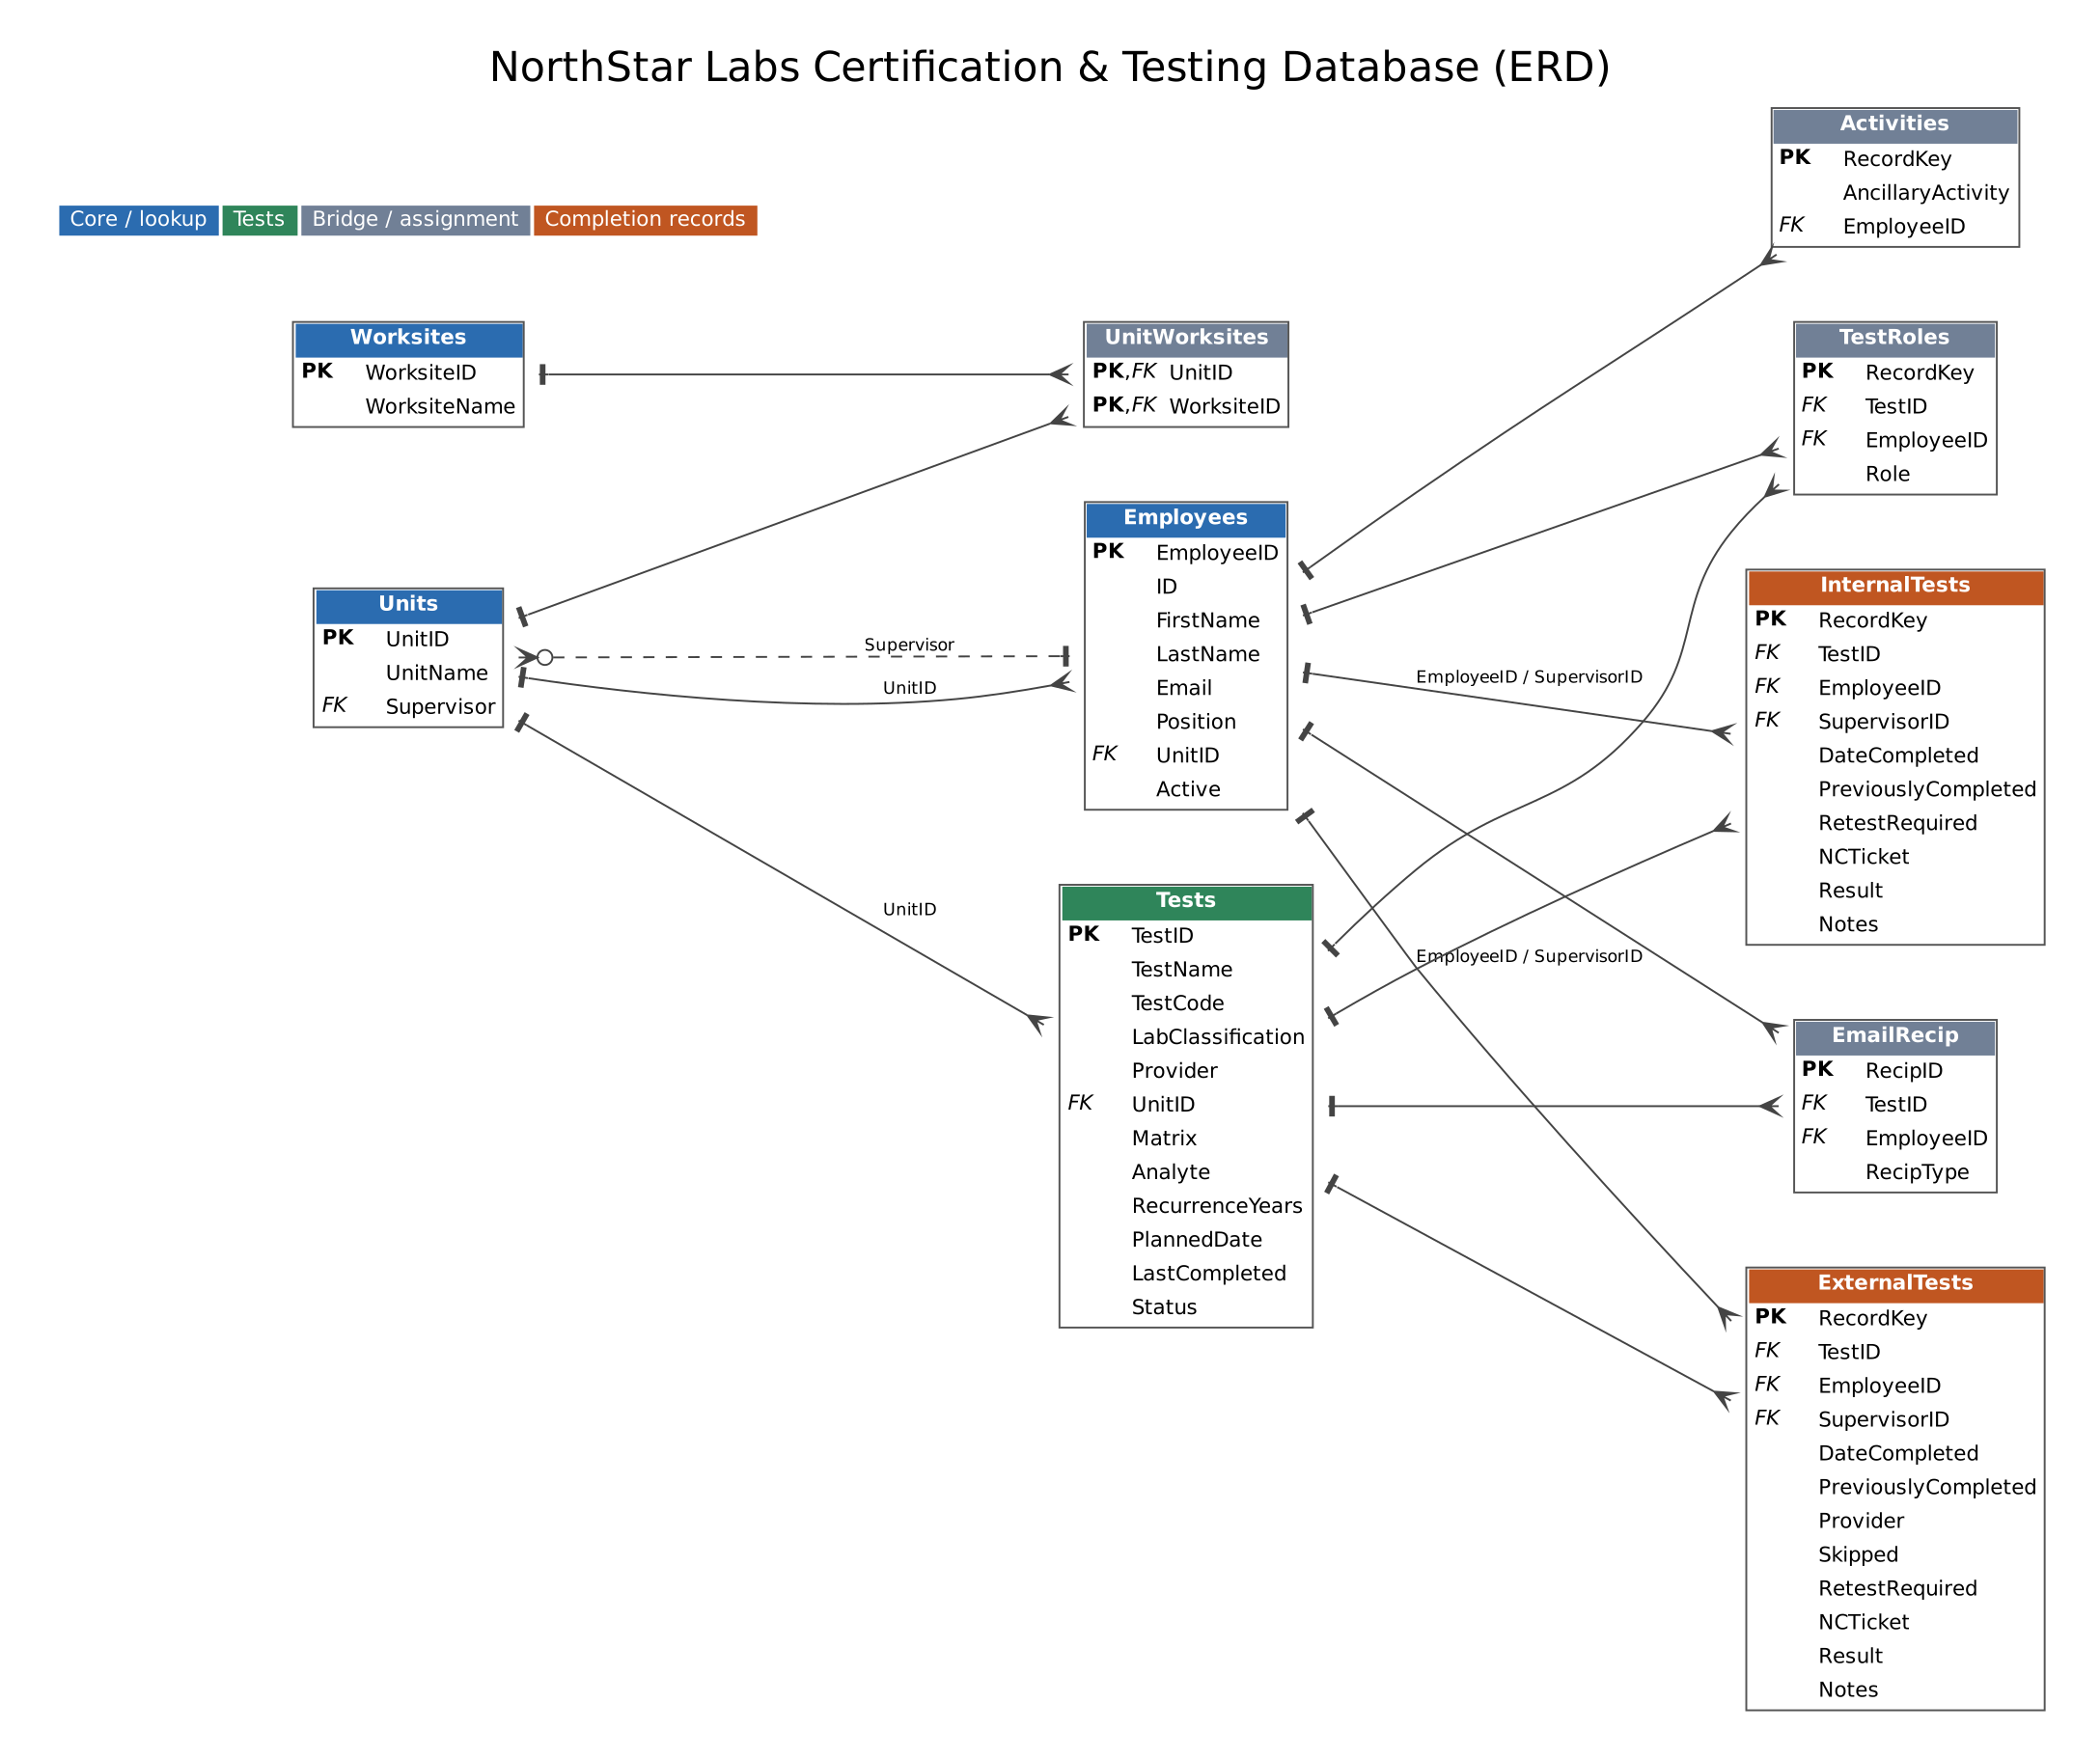 NorthStar Labs Certification & Testing Database (ERD)
Core / lookup
Tests
Bridge / assignment
Completion records
Worksites
PK WorksiteID
WorksiteName
Units
PK UnitID
UnitName
FK Supervisor
UnitWorksites
PK,FK UnitID
PK,FK WorksiteID
Supervisor
UnitID
UnitID
Employees
PK EmployeeID
ID
FirstName
LastName
Email
Position
FK UnitID
Active
Tests
PK TestID
TestName
TestCode
LabClassification
Provider
FK UnitID
Matrix
Analyte
RecurrenceYears
PlannedDate
LastCompleted
Status
EmployeeID / SupervisorID
EmployeeID / SupervisorID
Activities
PK RecordKey
AncillaryActivity
FK EmployeeID
TestRoles
PK RecordKey
FK TestID
FK EmployeeID
Role
InternalTests
PK RecordKey
FK TestID
FK EmployeeID
FK SupervisorID
DateCompleted
PreviouslyCompleted
RetestRequired
NCTicket
Result
Notes
EmailRecip
PK RecipID
FK TestID
FK EmployeeID
RecipType
ExternalTests
PK RecordKey
FK TestID
FK EmployeeID
FK SupervisorID
DateCompleted
PreviouslyCompleted
Provider
Skipped
RetestRequired
NCTicket
Result
Notes